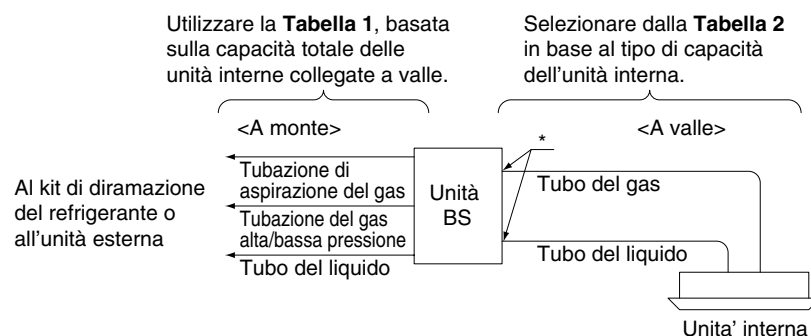 Utilizzare la Tabella 1, basata
sulla capacità totale delle
unità interne collegate a valle.
Selezionare dalla Tabella 2
in base al tipo di capacità
dell'unità interna.
<A monte>
*
<A valle>
Al kit di diramazione
del refrigerante o
all'unità esterna
Tubazione di
aspirazione del gas
Tubazione del gas
alta/bassa pressione
Tubo del liquido
Unità
BS
Tubo del gas
Tubo del liquido
Unita' interna